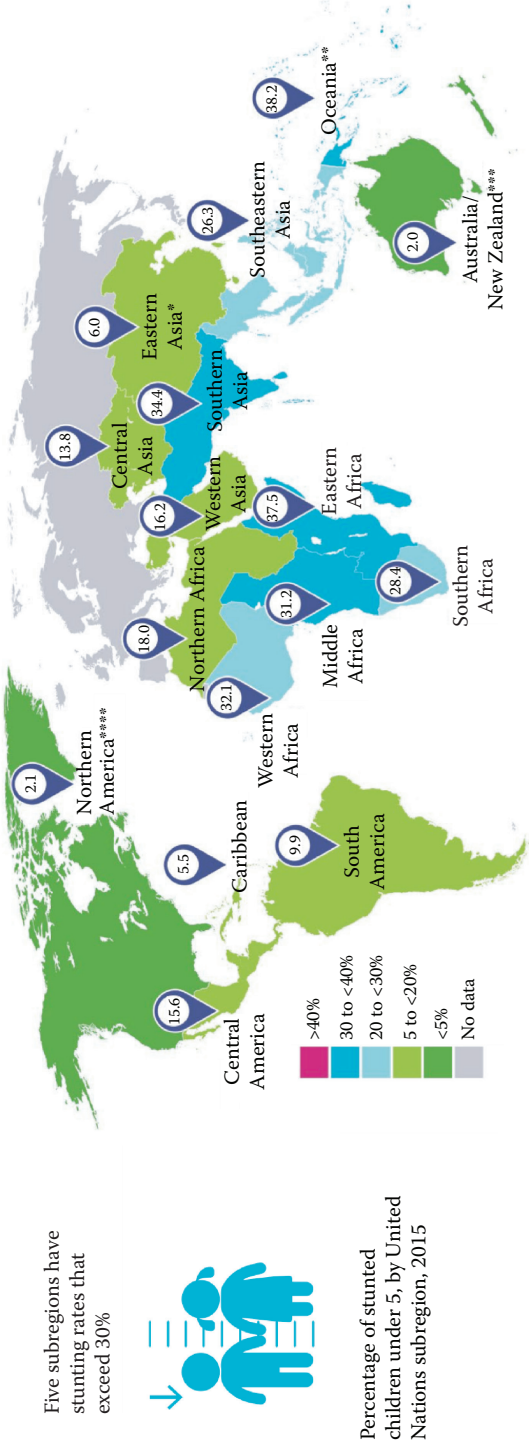 Five subregions have
stunting rates that
exceed 30%
Percentage of stunted
children under 5, by United
Nations subregion, 2015
>40%
30 to <40%
20 to <30%
5 to <20%
<5%
No data
2.1
Northern
America****
15.6
Central
America
5.5
Caribbean
9.9
South
America
18.0
Northern Africa
32.1
Western
Africa
31.2
Middle
Africa
37.5
Eastern
Africa
28.4
Southern
Africa
16.2
Western
Asia
13.8
Central
Asia
34.4
Southern
Asia
6.0
Eastern
Asia*
26.3
Southeastern
Asia
38.2
Oceania**
2.0
Australia/
New Zealand***